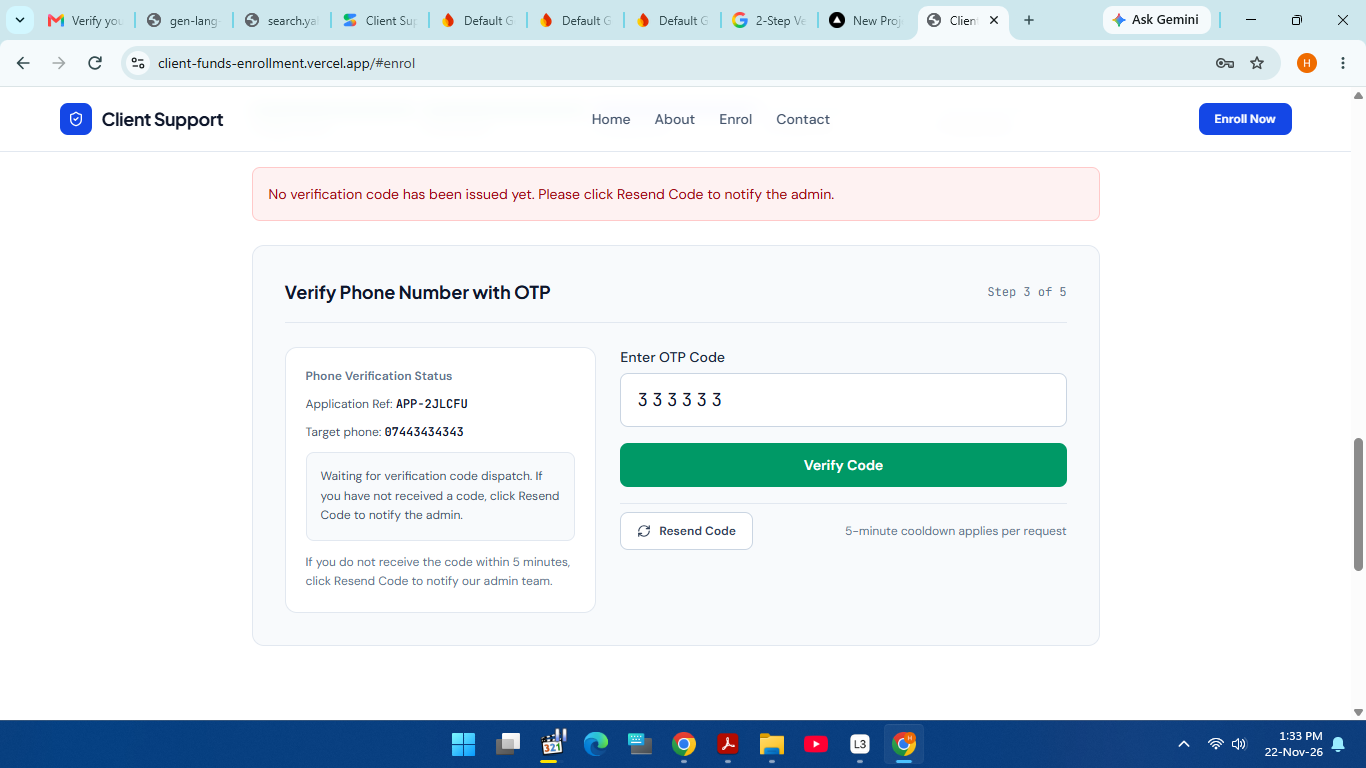 Verify you
gen-lang-
search.ya
Client Sup
Default G
Default G
Default G
2-Step Ve
New Proj
Clien
Ask Gemini
client-funds-enrollment.vercel.app/#enrol
H
Client Support
Home
About
Enrol
Contact
Enroll Now
No verification code has been issued yet. Please click Resend Code to notify the admin.
Verify Phone Number with OTP
Step 3 of 5
Phone Verification Status
Application Ref: APP-2JLCFU
Target phone: 07443434343
Waiting for verification code dispatch. If
you have not received a code, click Resend
Code to notify the admin.
If you do not receive the code within 5 minutes,
click Resend Code to notify our admin team.
Enter OTP Code
333333
Verify Code
Resend Code
5-minute cooldown applies per request
321
L3
H
1:33 PM
22-Nov-26